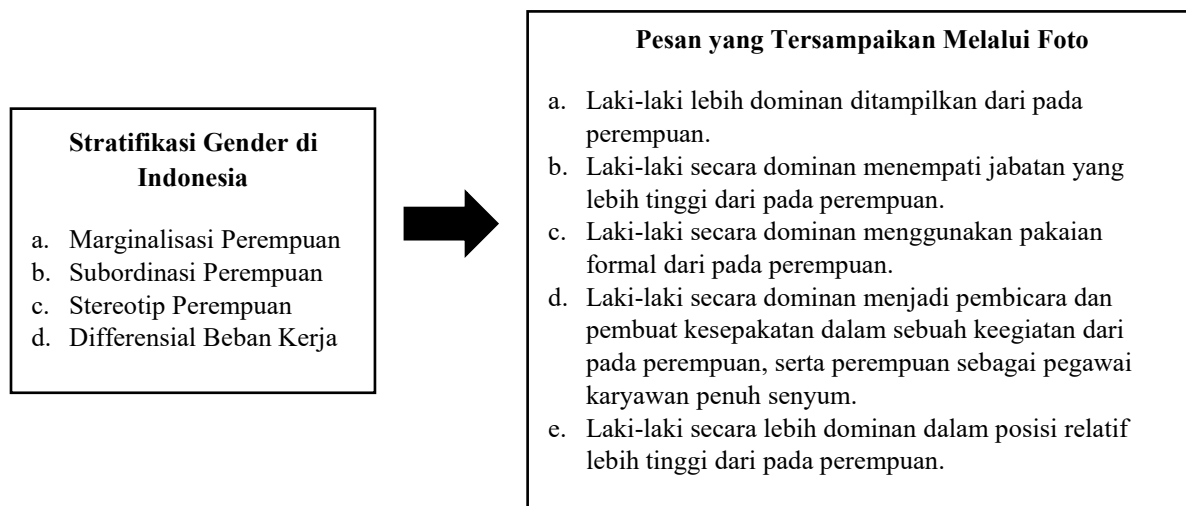 Stratifikasi Gender di
Indonesia
a. Marginalisasi Perempuan
b. Subordinasi Perempuan
c. Stereotip Perempuan
d. Differensial Beban Kerja
Pesan yang Tersampaikan Melalui Foto
a. Laki-laki lebih dominan ditampilkan dari pada
perempuan.
b. Laki-laki secara dominan menempati jabatan yang
lebih tinggi dari pada perempuan.
c. Laki-laki secara dominan menggunakan pakaian
formal dari pada perempuan.
d. Laki-laki secara dominan menjadi pembicara dan
pembuat kesepakatan dalam sebuah keegiatan dari
pada perempuan, serta perempuan sebagai pegawai
karyawan penuh senyum.
e. Laki-laki secara lebih dominan dalam posisi relatif
lebih tinggi dari pada perempuan.